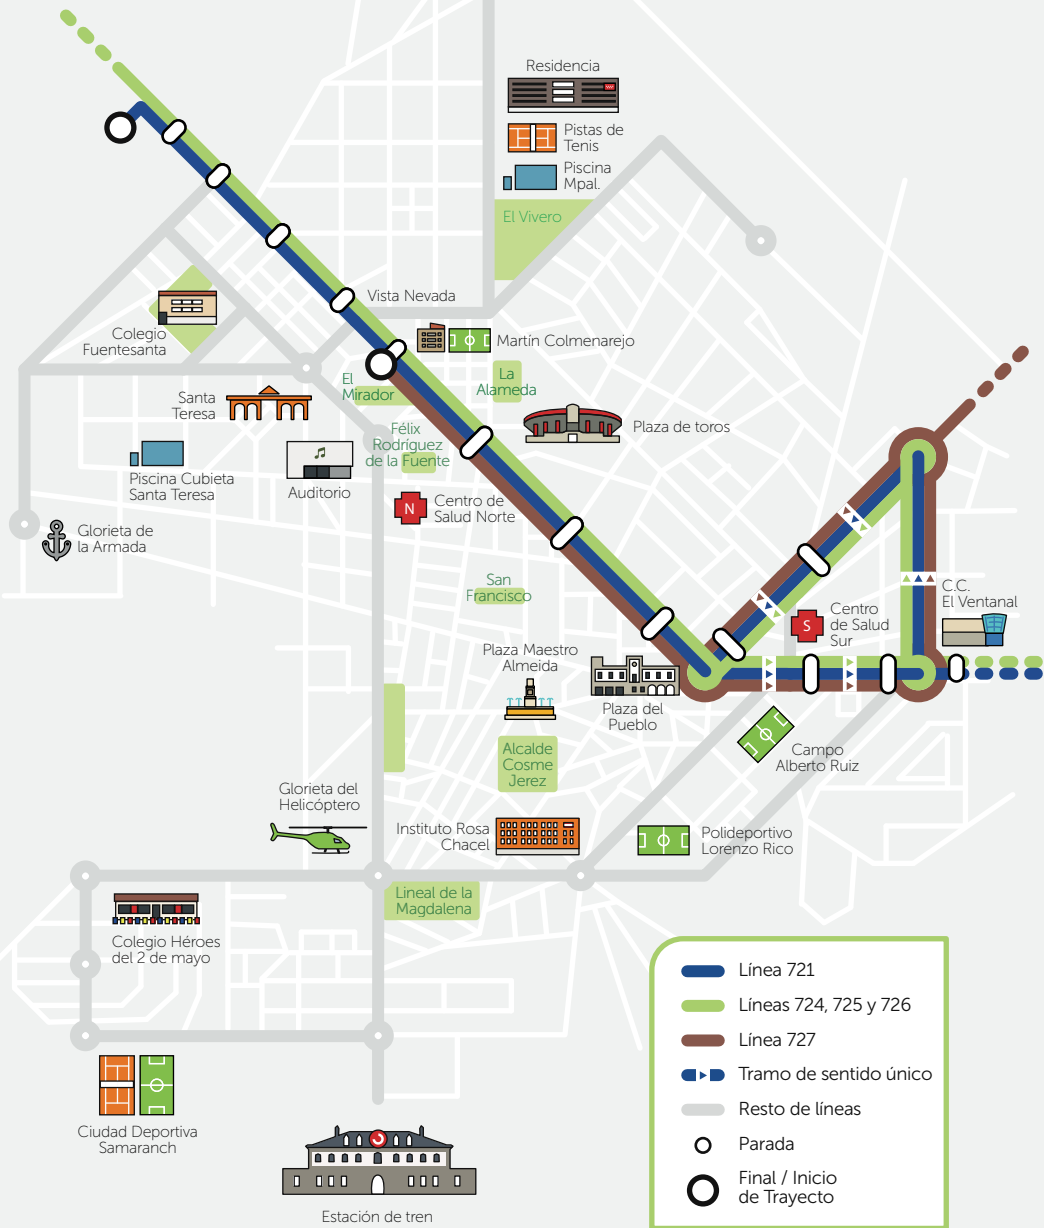 Residencia
Pistas de
Tenis
Piscina
Mpal.
El Vivero
Vista Nevada
Colegio
Fuentesanta
Martín Colmenarejo
El
Mirador
La
Alameda
Santa
Teresa
Plaza de toros
Félix
Rodríguez
de la Fuente
Piscina Cubieta
Santa Teresa
Auditorio
N
Centro de
Salud Norte
Glorieta de
la Armada
San
Francisco
C.C.
El Ventanal
S
Centro
de Salud
Sur
Plaza Maestro
Almeida
Plaza del
Pueblo
Alcalde
Cosme
Jerez
Campo
Alberto Ruiz
Glorieta del
Helicóptero
Instituto Rosa
Chacel
Polideportivo
Lorenzo Rico
Lineal de la
Magdalena
Colegio Héroes
del 2 de mayo
Ciudad Deportiva
Samaranch
Estación de tren
Línea 721
Líneas 724, 725 y 726
Línea 727
Tramo de sentido único
Resto de líneas
Parada
Final / Inicio
de Trayecto